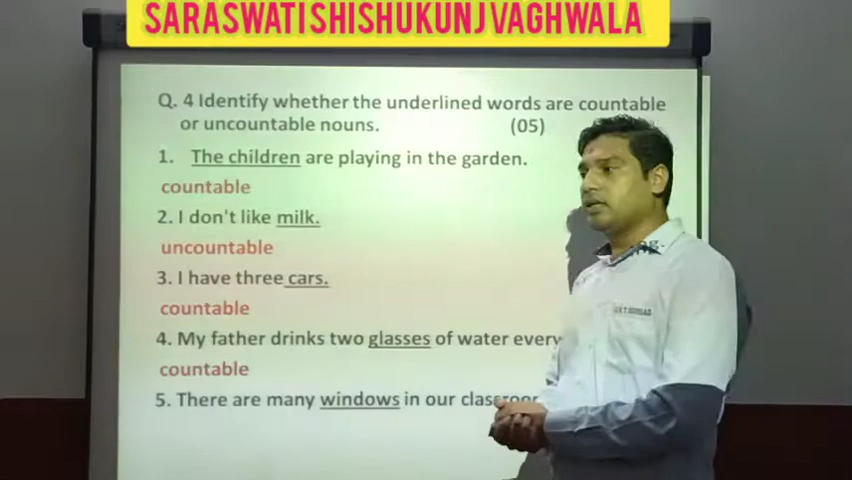 SARASWATI SHISHUKUNJ VAGHWALA
Q. 4 Identify whether the underlined words are countable
or uncountable nouns. (05)
1. The children are playing in the garden.
countable
2. I don't like milk.
uncountable
3. I have three cars.
countable
4. My father drinks two glasses of water every
countable
5. There are many windows in our